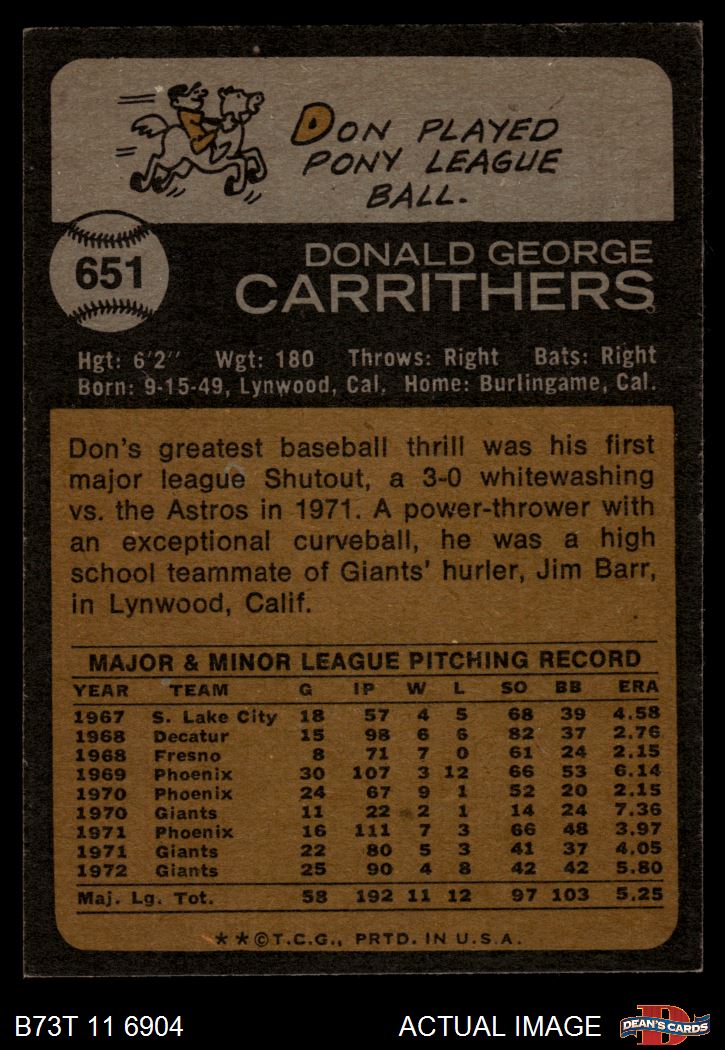 DON PLAYED
PONY LEAGUE
BALL.
651
DONALD GEORGE
CARRITHERS
Hgt: 6'2" Wgt: 180 Throws: Right Bats: Right
Born: 9-15-49, Lynwood, Cal. Home: Burlingame, Cal.
Don's greatest baseball thrill was his first
major league Shutout, a 3-0 whitewashing
vs. the Astros in 1971. A power-thrower with
an exceptional curveball, he was a high
school teammate of Giants' hurler, Jim Barr,
in Lynwood, Calif.
MAJOR & MINOR LEAGUE PITCHING RECORD
YEAR TEAM G IP W L SO BB ERA
1967 S. Lake City 18 57 4 5 68 39 4.58
1968 Decatur 15 98 6 6 82 37 2.76
1968 Fresno 8 71 7 0 61 24 2.15
1969 Phoenix 30 107 3 12 66 53 6.14
1970 Phoenix 24 67 9 1 52 20 2.15
1970 Giants 11 22 2 1 14 24 7.36
1971 Phoenix 16 111 7 3 66 48 3.97
1971 Giants 22 80 5 3 41 37 4.05
1972 Giants 25 90 4 8 42 42 5.80
Maj. Lg. Tot. 58 192 11 12 97 103 5.25
★★©T.C.G., PRTD. IN U.S.A.
B73T 11 6904 ACTUAL IMAGE D DEAN'S CARDS